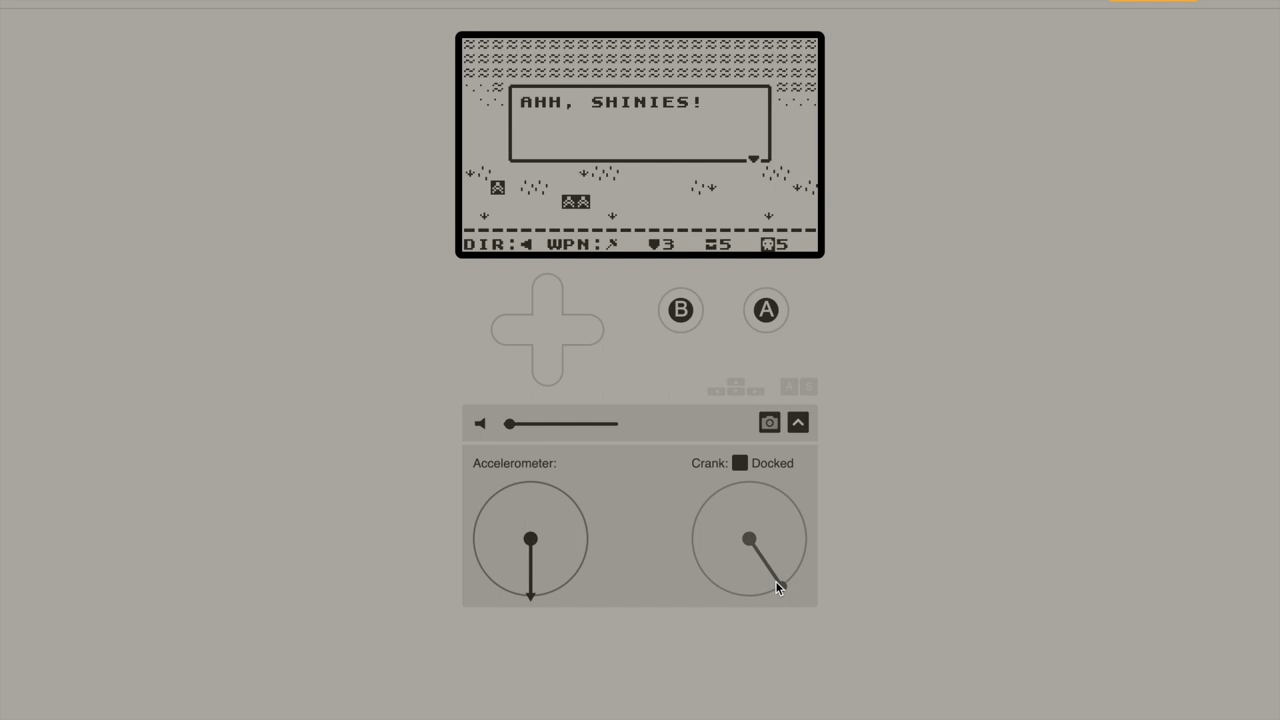 AHH, SHINIES!
DIR: WPN: 3 5 5
B A
A S
Accelerometer:
Crank: Docked